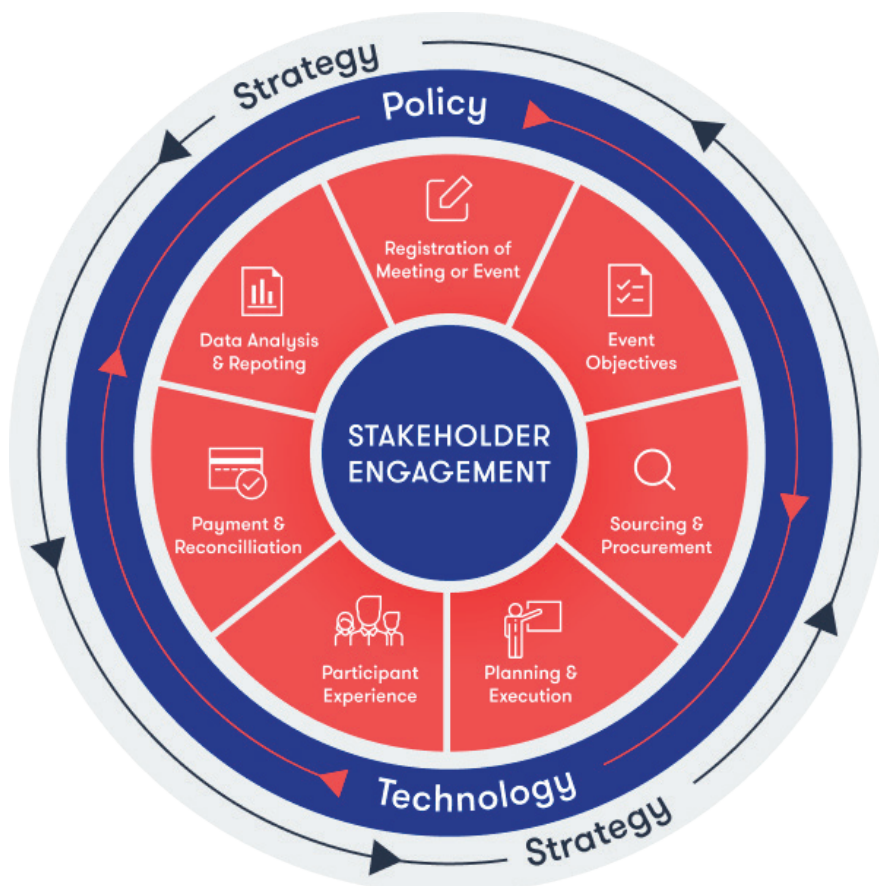 Strategy
Policy
Registration of
Meeting or Event
Event
Objectives
Sourcing &
Procurement
Planning &
Execution
Participant
Experience
Payment &
Reconcilliation
Data Analysis
& Repoting
STAKEHOLDER
ENGAGEMENT
Technology
Strategy